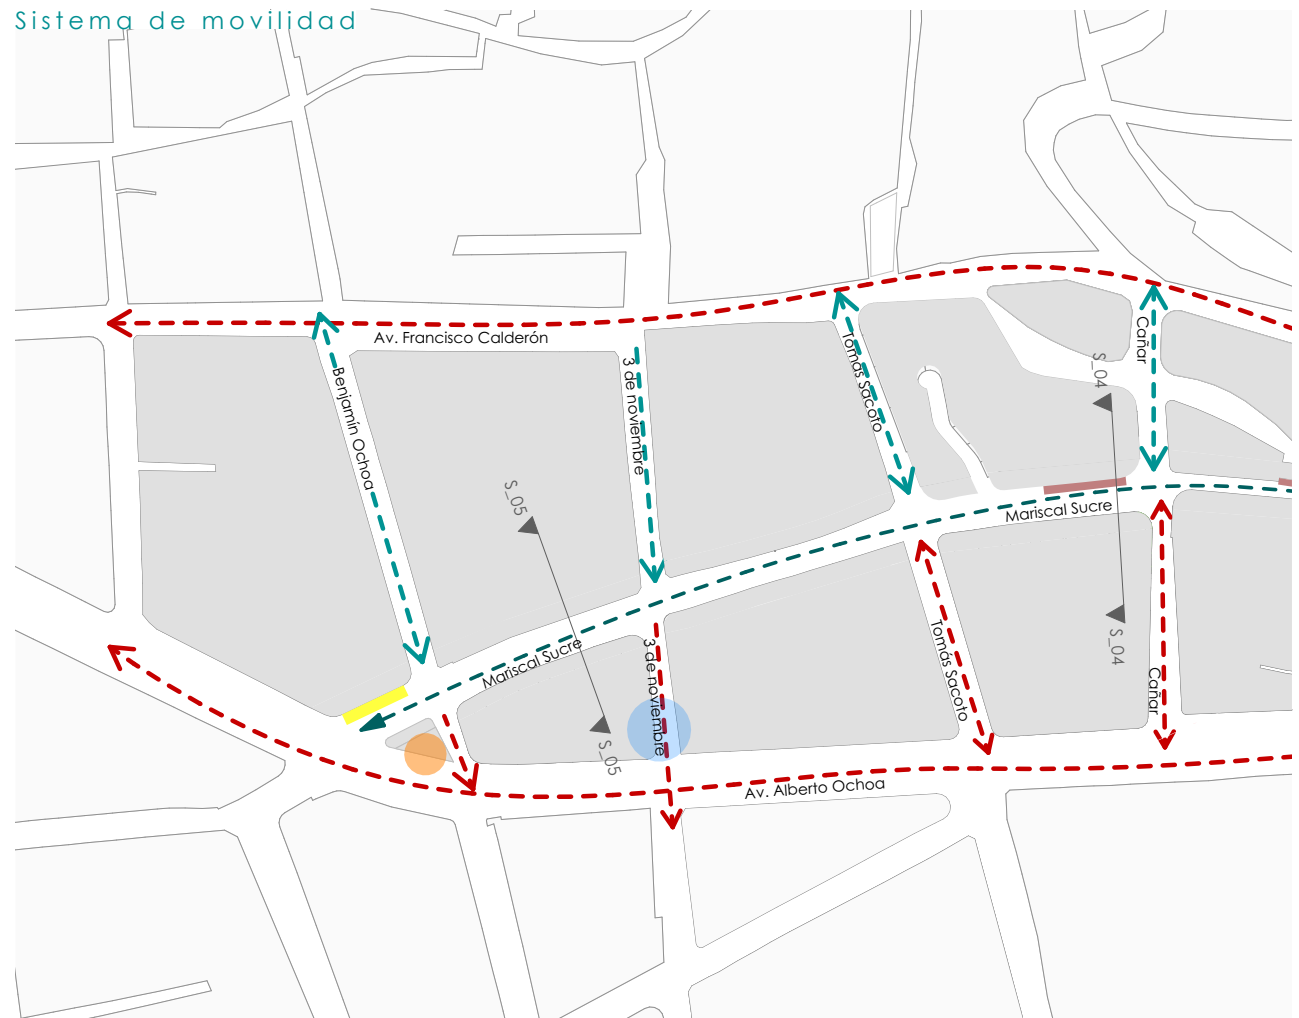 Sistema de movilidad
Av. Francisco Calderón
Benjamín Ochoa
3 de noviembre
Tomás Sacoto
Cañar
S_04
S_05
Mariscal Sucre
Mariscal Sucre
3 de noviembre
Tomás Sacoto
S_04
Cañar
S_05
Av. Alberto Ochoa